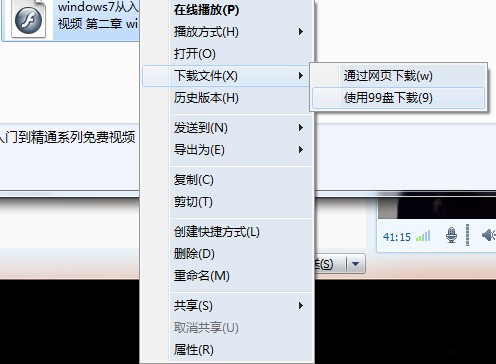 windows7从入
视频 第二章 wi
在线播放(P)
播放方式(H)
打开(O)
下载文件(X)
历史版本(H)
通过网页下载(w)
使用99盘下载(9)
发送到(N)
导出为(E)
入门到精通系列免费视频
复制(C)
剪切(T)
创建快捷方式(L)
删除(D)
重命名(M)
41:15
(S)
共享(S)
取消共享(U)
属性(R)